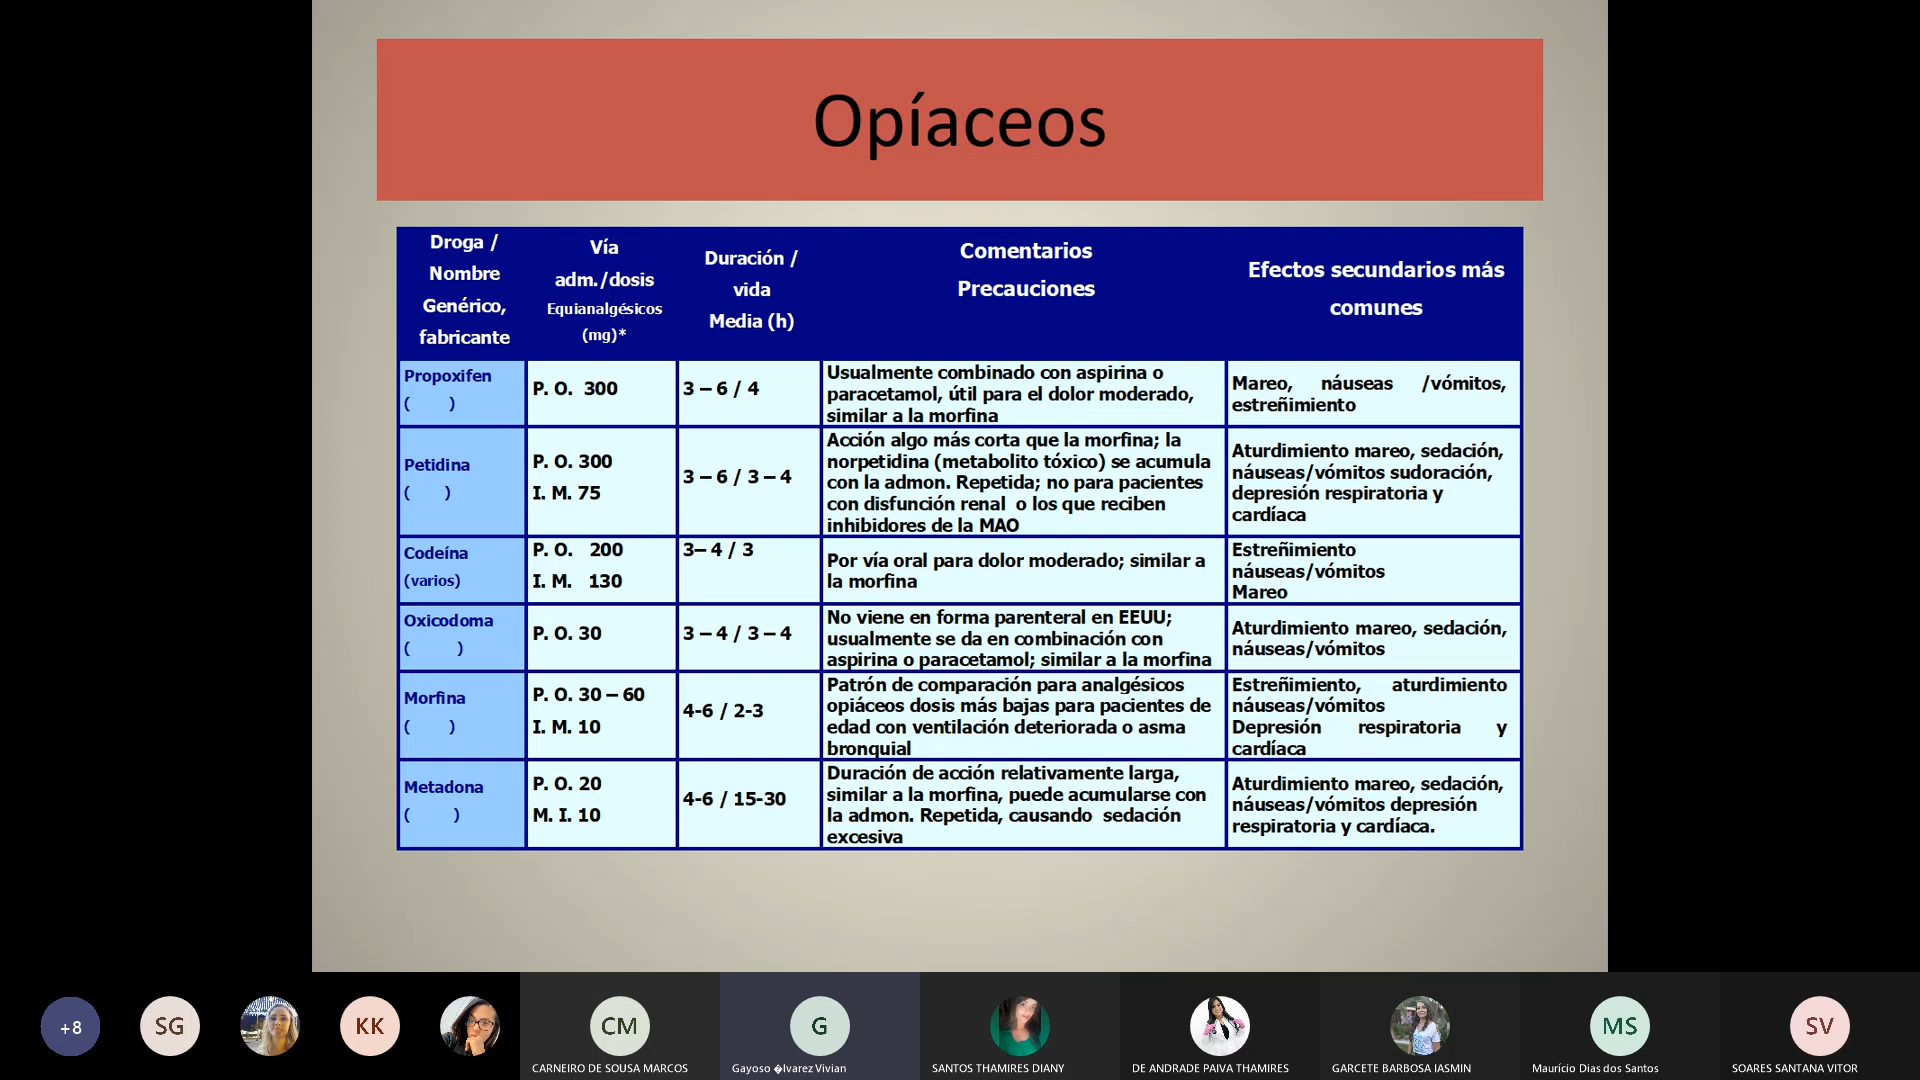 Opíaceos
Droga /
Nombre
Genérico,
fabricante
Vía
adm./dosis
Equianalgésicos
(mg)*
Duración /
vida
Media (h)
Comentarios
Precauciones
Efectos secundarios más
comunes
Propoxifen
( )
P. O. 300
3 – 6 / 4
Usualmente combinado con aspirina o
paracetamol, útil para el dolor moderado,
similar a la morfina
Mareo, náuseas /vómitos,
estreñimiento
Petidina
( )
P. O. 300
I. M. 75
3 – 6 / 3 – 4
Acción algo más corta que la morfina; la
norpetidina (metabolito tóxico) se acumula
con la admon. Repetida; no para pacientes
con disfunción renal o los que reciben
inhibidores de la MAO
Aturdimiento mareo, sedación,
náuseas/vómitos sudoración,
depresión respiratoria y
cardíaca
Codeína
(varios)
P. O. 200
I. M. 130
3– 4 / 3
Por vía oral para dolor moderado; similar a
la morfina
Estreñimiento
náuseas/vómitos
Mareo
Oxicodoma
( )
P. O. 30
3 – 4 / 3 – 4
No viene en forma parenteral en EEUU;
usualmente se da en combinación con
aspirina o paracetamol; similar a la morfina
Aturdimiento mareo, sedación,
náuseas/vómitos
Morfina
( )
P. O. 30 – 60
I. M. 10
4-6 / 2-3
Patrón de comparación para analgésicos
opiáceos dosis más bajas para pacientes de
edad con ventilación deteriorada o asma
bronquial
Estreñimiento, aturdimiento
náuseas/vómitos
Depresión respiratoria y
cardíaca
Metadona
( )
P. O. 20
M. I. 10
4-6 / 15-30
Duración de acción relativamente larga,
similar a la morfina, puede acumularse con
la admon. Repetida, causando sedación
excesiva
Aturdimiento mareo, sedación,
náuseas/vómitos depresión
respiratoria y cardíaca.
+8
SG
KK
CM
G
MS
SV
CARNEIRO DE SOUSA MARCOS
Gayoso �lvarez Vivian
SANTOS THAMIRES DIANY
DE ANDRADE PAIVA THAMIRES
GARCETE BARBOSA IASMIN
Maurício Dias dos Santos
SOARES SANTANA VITOR